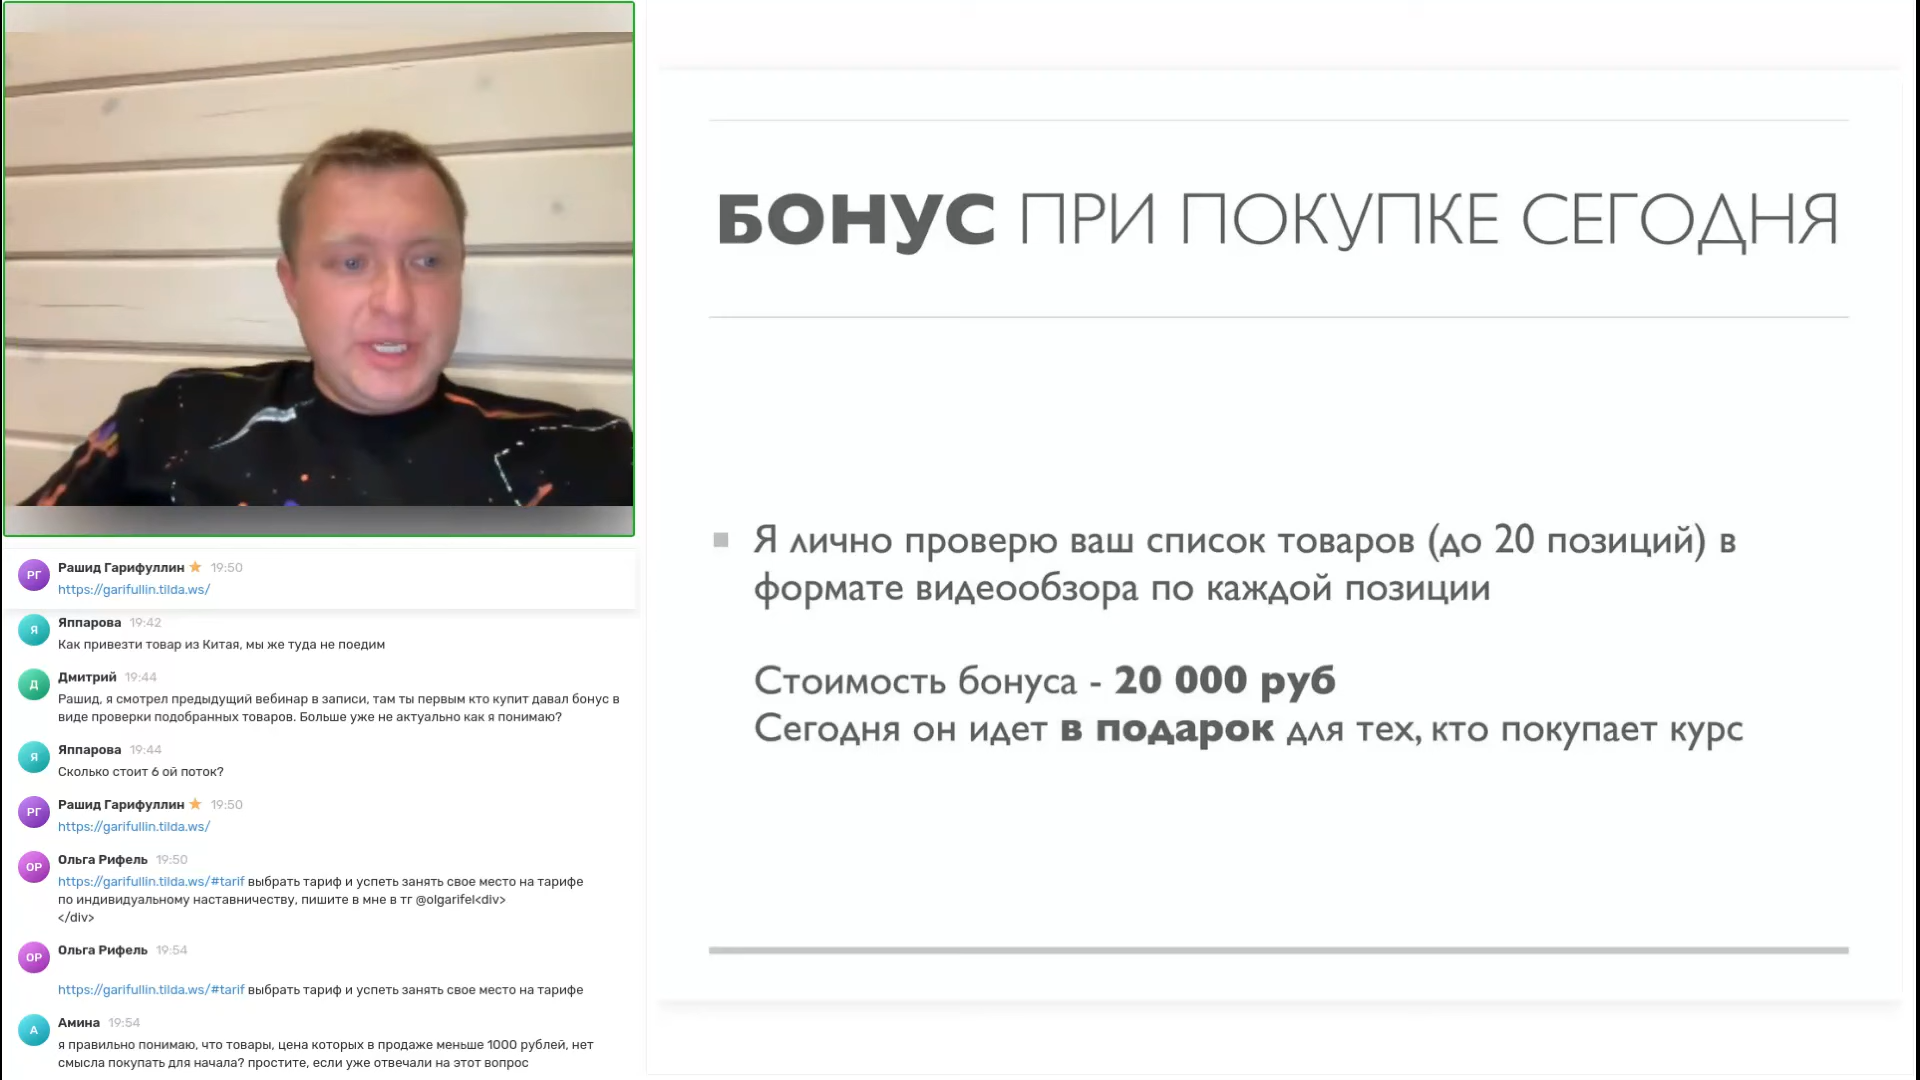 РГ
Рашид Гарифуллин 19:50
https://garifullin.tilda.ws/
Я
Яппарова 19:42
Как привезти товар из Китая, мы же туда не поедим
Д
Дмитрий 19:44
Рашид, я смотрел предыдущий вебинар в записи, там ты первым кто купит давал бонус в
виде проверки подобранных товаров. Больше уже не актуально как я понимаю?
Я
Яппарова 19:44
Сколько стоит 6 ой поток?
РГ
Рашид Гарифуллин 19:50
https://garifullin.tilda.ws/
ОР
Ольга Рифель 19:50
https://garifullin.tilda.ws/#tarif выбрать тариф и успеть занять свое место на тарифе
по индивидуальному наставничеству, пишите в мне в тг @olgarifel<div>
</div>
ОР
Ольга Рифель 19:54
https://garifullin.tilda.ws/#tarif выбрать тариф и успеть занять свое место на тарифе
А
Амина 19:54
я правильно понимаю, что товары, цена которых в продаже меньше 1000 рублей, нет
смысла покупать для начала? простите, если уже отвечали на этот вопрос
БОНУС ПРИ ПОКУПКЕ СЕГОДНЯ
Я лично проверю ваш список товаров (до 20 позиций) в
формате видеообзора по каждой позиции
Стоимость бонуса - 20 000 руб
Сегодня он идет в подарок для тех, кто покупает курс